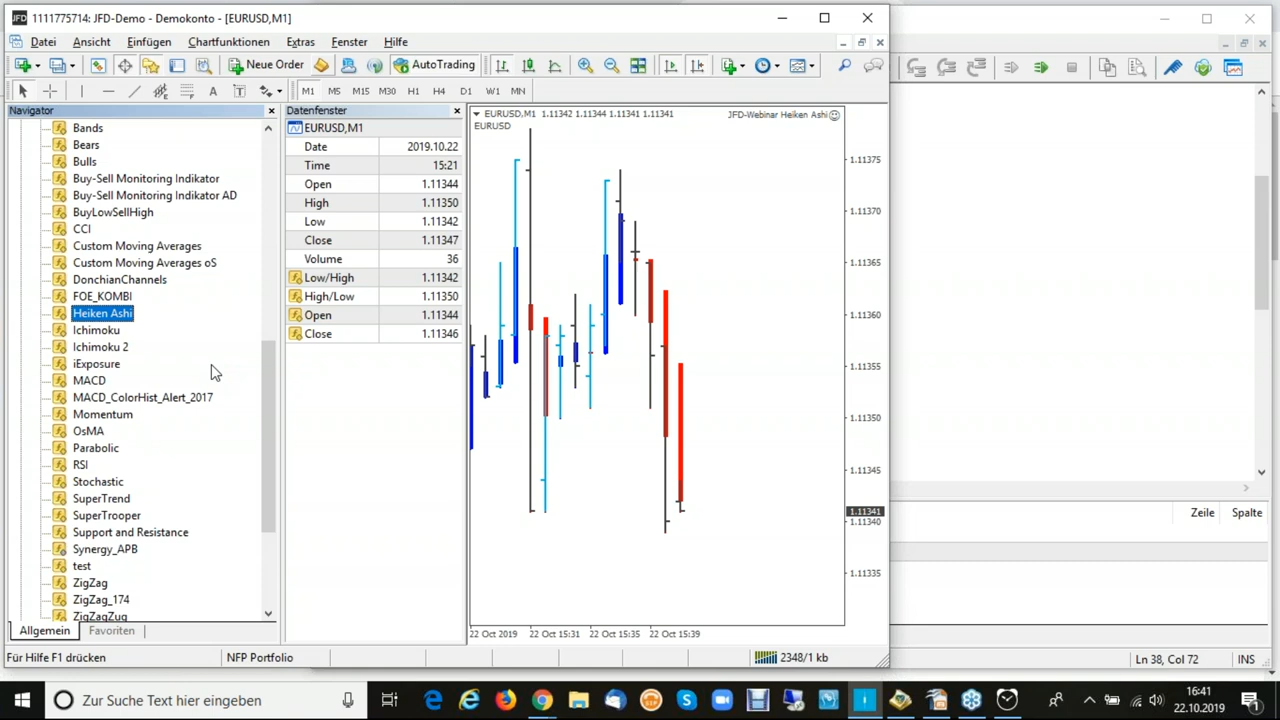 1111775714: JFD-Demo - Demokonto - [EURUSD,M1]
Datei Ansicht Einfügen Chartfunktionen Extras Fenster Hilfe
New Order AutoTrading
A T M1 M5 M15 M30 H1 H4 D1 W1 MN
Navigator
Bands
Bears
Bulls
Buy-Sell Monitoring Indikator
Buy-Sell Monitoring Indikator AD
BuyLowSellHigh
CCI
Custom Moving Averages
Custom Moving Averages oS
DonchianChannels
FOE_KOMBI
Heiken Ashi
Ichimoku
Ichimoku 2
iExposure
MACD
MACD_ColorHist_Alert_2017
Momentum
OsMA
Parabolic
RSI
Stochastic
SuperTrend
SuperTrooper
Support and Resistance
Synergy_APB
test
ZigZag
ZigZag_174
ZigZagZug
Allgemein Favoriten
Datenfenster
EURUSD,M1
Date 2019.10.22
Time 15:21
Open 1.11344
High 1.11350
Low 1.11342
Close 1.11347
Volume 36
Low/High 1.11342
High/Low 1.11350
Open 1.11344
Close 1.11346
EURUSD,M1 1.11342 1.11344 1.11341 1.11341
EURUSD
JFD-Webinar Heiken Ashi
1.11375
1.11370
1.11365
1.11360
1.11355
1.11350
1.11345
1.11341
1.11340
1.11335
22 Oct 2019 22 Oct 15:31 22 Oct 15:35 22 Oct 15:39
Zeile Spalte
Für Hilfe F1 drücken NFP Portfolio 2348/1 kb
Ln 38, Col 72 INS
Zur Suche Text hier eingeben
16:41
22.10.2019